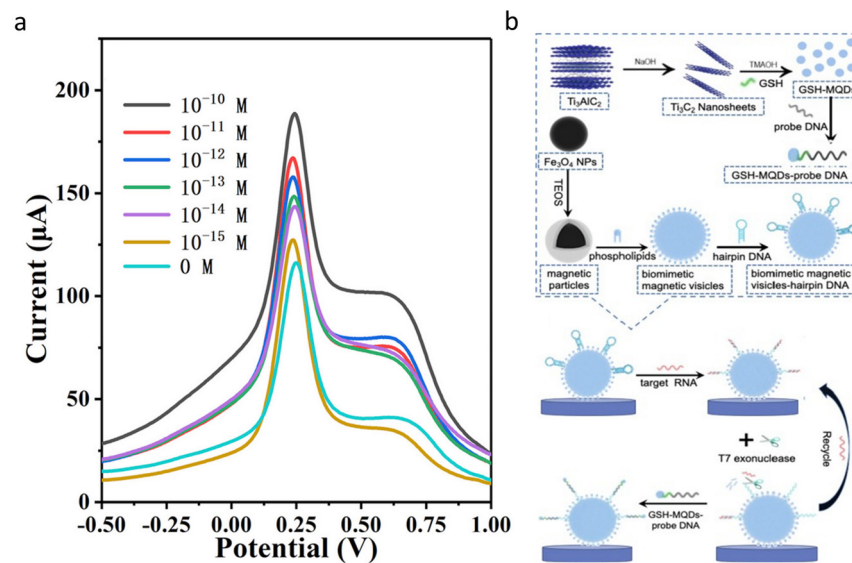 a
Current (μA)
200
150
100
50
0
10⁻¹⁰ M
10⁻¹¹ M
10⁻¹² M
10⁻¹³ M
10⁻¹⁴ M
10⁻¹⁵ M
0 M
-0.50
0.00
0.25
0.50
0.75
1.00
Potential (V)
b
Ti₃AlC₂
NaOH
Ti₃C₂ Nanosheets
TMAOH
GSH
GSH-MQDs
probe DNA
GSH-MQDs-probe DNA
Fe₃O₄ NPs
TEOS
magnetic
particles
phospholipids
biomimetic
magnetic visicles
hairpin DNA
biomimetic magnetic
visicles-hairpin DNA
target RNA
+
T7 exonuclease
Recycle
GSH-MQDs-
probe DNA